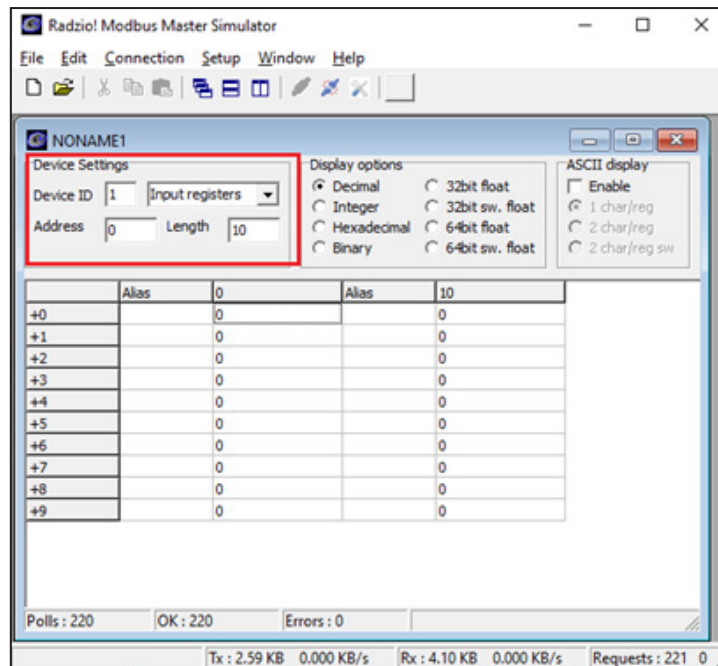 Radzio! Modbus Master Simulator
File Edit Connection Setup Window Help
NONAME1
Device Settings
Device ID 1 Input registers
Address 0 Length 10
Display options
Decimal 32bit float
Integer 32bit sw. float
Hexadecimal 64bit float
Binary 64bit sw. float
ASCII display
Enable
1 char/reg
2 char/reg
2 char/reg sw
Alias 0 Alias 10
+0 0 0
+1 0 0
+2 0 0
+3 0 0
+4 0 0
+5 0 0
+6 0 0
+7 0 0
+8 0 0
+9 0 0
Polls : 220 OK : 220 Errors : 0
Tx : 2.59 KB 0.000 KB/s Rx : 4.10 KB 0.000 KB/s Requests : 221 0